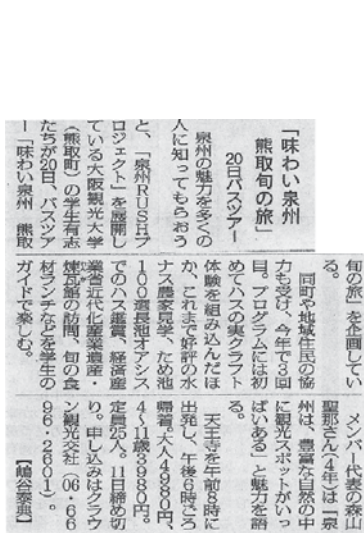 「味わい泉州
熊取旬の旅」
20日バスツアー
泉州の魅力を多くの
人に知ってもらおう
と、「泉州RUSHプ
ロジェクト」を展開し
ている大阪観光大学
（熊取町）の学生有志
たちが20日、バスツア
ー「味わい泉州　熊取
旬の旅」を企画してい
る。
同町や地域住民の協
力も受け、今年で3回
目。プログラムには初
めてハスの実クラフト
体験を組み込んだほ
か、これまで好評の水
ナス農家見学、ため池
100選長池オアシス
でのハス鑑賞、経済産
業省近代化産業遺産・
煉瓦館の訪問、旬の食
材ランチなどを学生の
ガイドで楽しむ。
メンバー代表の森山
聖那さん（4年）は「泉
州は、豊富な自然の中
に観光スポットがいっ
ぱいある」と魅力を語
る。
天王寺を午前8時に
出発し、午後6時ごろ
帰着。大人4980円、
4〜11歳3980円。
定員25人。11日締め切
り。申し込みはクラウ
ン観光交社（06・66
96・2601）。
【嶋谷泰典】